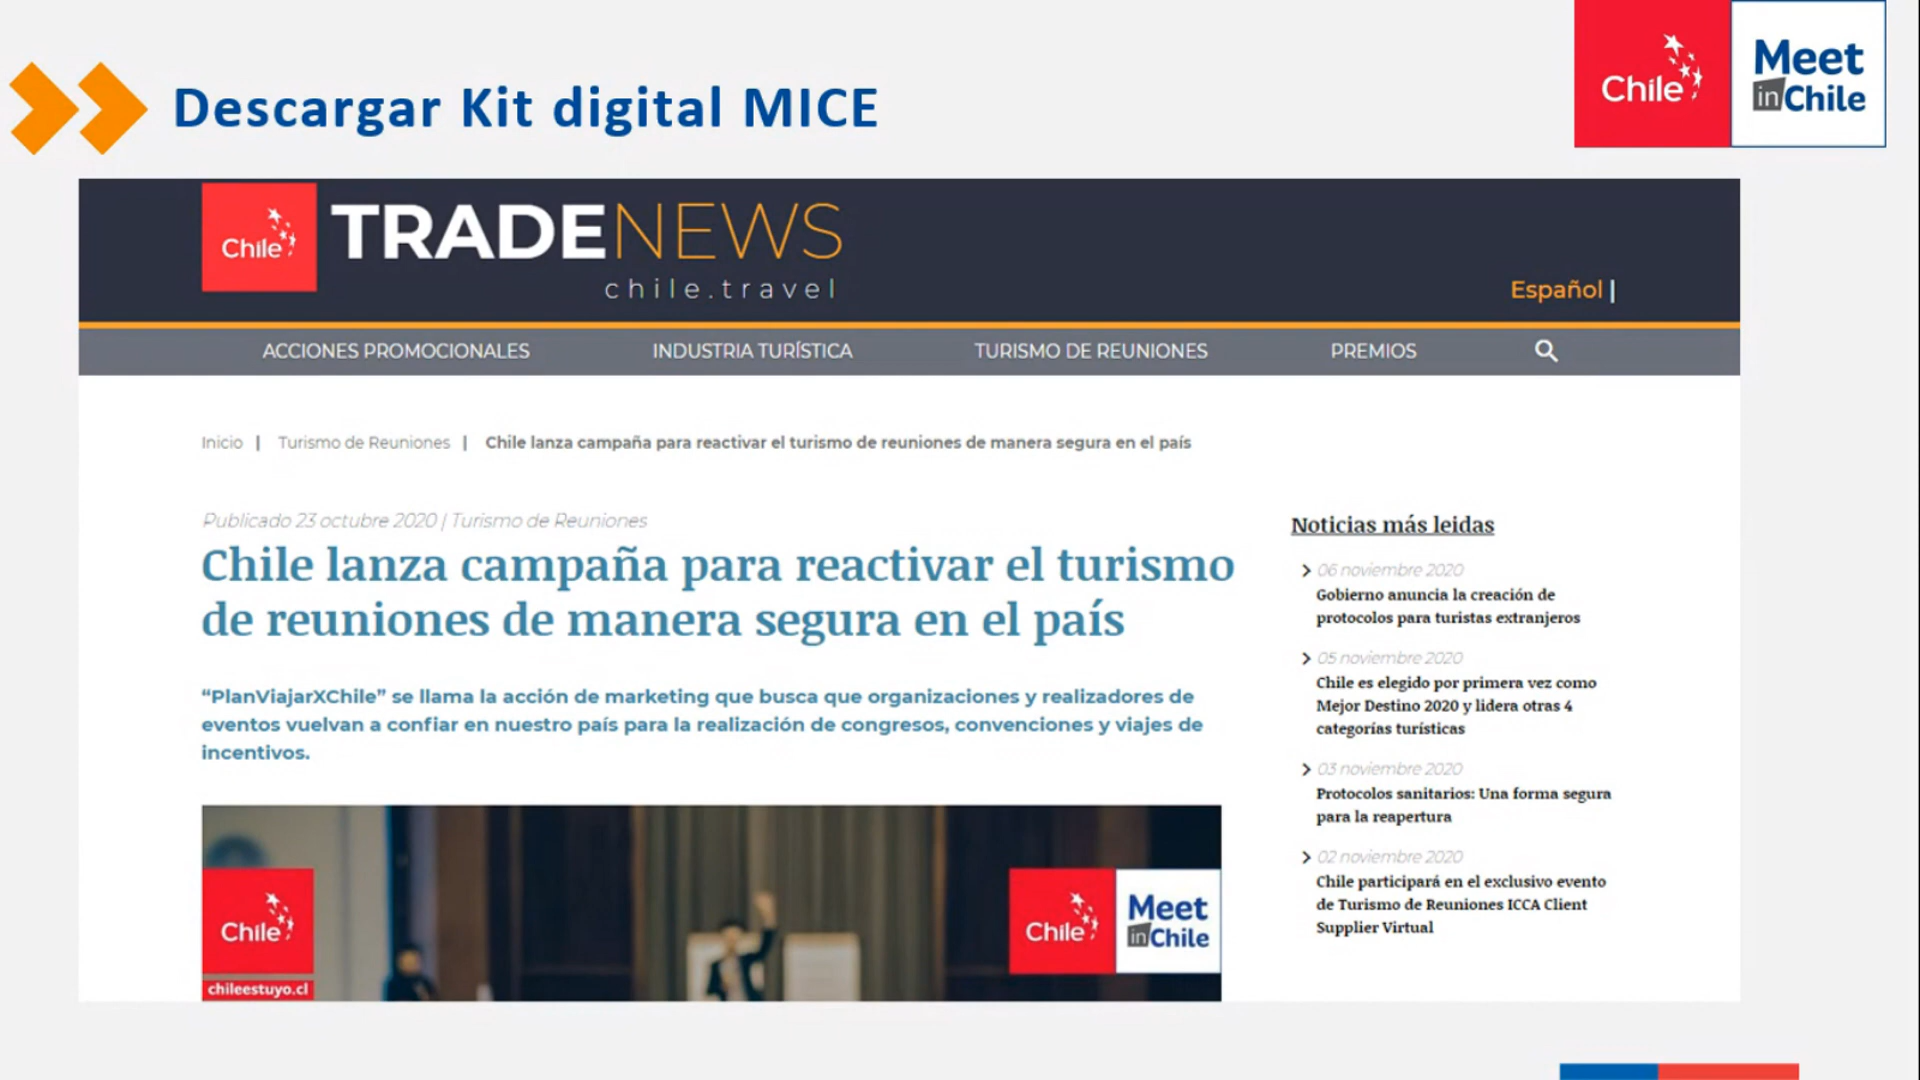 Descargar Kit digital MICE
Chile
Meet
in Chile
Chile
TRADENEWS
chile.travel
Español |
ACCIONES PROMOCIONALES
INDUSTRIA TURÍSTICA
TURISMO DE REUNIONES
PREMIOS
Inicio | Turismo de Reuniones | Chile lanza campaña para reactivar el turismo de reuniones de manera segura en el país
Publicado 23 octubre 2020 | Turismo de Reuniones
Chile lanza campaña para reactivar el turismo
de reuniones de manera segura en el país
“PlanViajarXChile” se llama la acción de marketing que busca que organizaciones y realizadores de
eventos vuelvan a confiar en nuestro país para la realización de congresos, convenciones y viajes de
incentivos.
Chile
chileestuyo.cl
Chile
Meet
in Chile
Noticias más leidas
06 noviembre 2020
Gobierno anuncia la creación de
protocolos para turistas extranjeros
05 noviembre 2020
Chile es elegido por primera vez como
Mejor Destino 2020 y lidera otras 4
categorías turísticas
03 noviembre 2020
Protocolos sanitarios: Una forma segura
para la reapertura
02 noviembre 2020
Chile participará en el exclusivo evento
de Turismo de Reuniones ICCA Client
Supplier Virtual